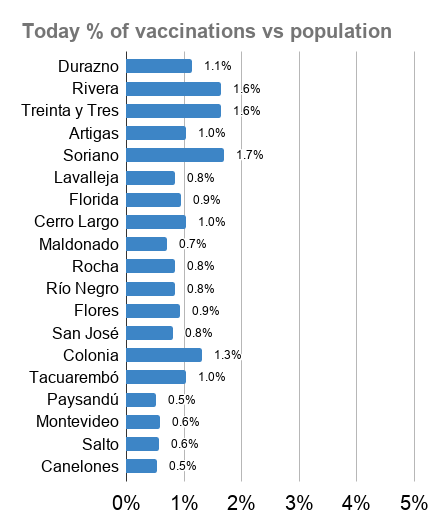 Today % of vaccinations vs population
Durazno 1.1%
Rivera 1.6%
Treinta y Tres 1.6%
Artigas 1.0%
Soriano 1.7%
Lavalleja 0.8%
Florida 0.9%
Cerro Largo 1.0%
Maldonado 0.7%
Rocha 0.8%
Río Negro 0.8%
Flores 0.9%
San José 0.8%
Colonia 1.3%
Tacuarembó 1.0%
Paysandú 0.5%
Montevideo 0.6%
Salto 0.6%
Canelones 0.5%
0% 1% 2% 3% 4% 5%